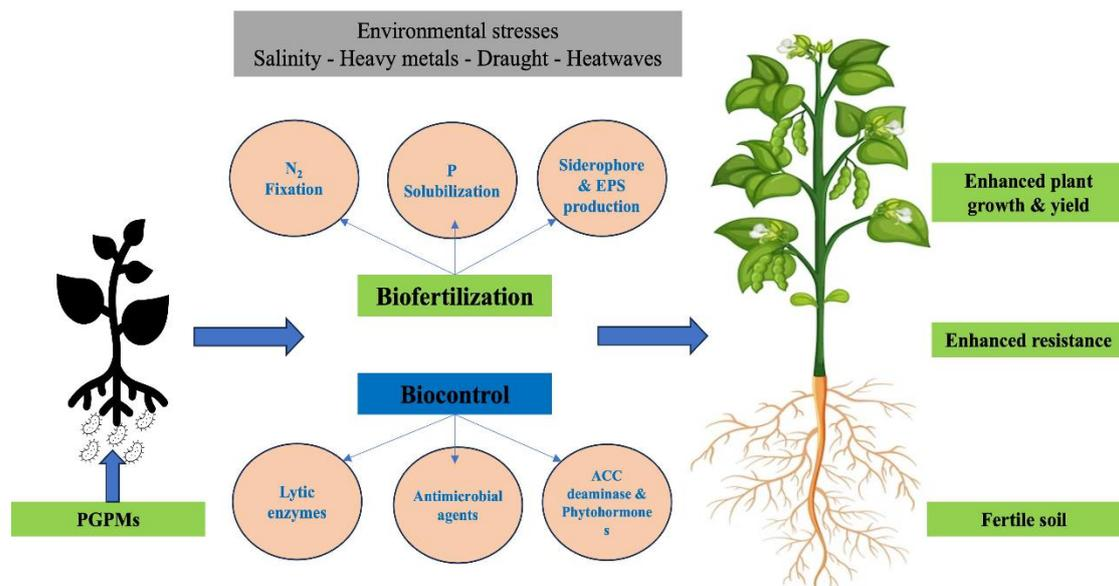 Environmental stresses
Salinity - Heavy metals - Draught - Heatwaves
N₂
Fixation
P
Solubilization
Siderophore
& EPS
production
Biofertilization
Biocontrol
Lytic
enzymes
Antimicrobial
agents
ACC
deaminase &
Phytohormone
s
PGPMs
Enhanced plant
growth & yield
Enhanced resistance
Fertile soil